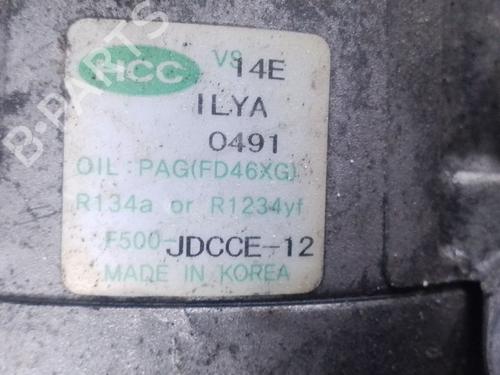 HCC VS 14E
ILYA
0491
OIL : PAG(FD46XG)
R134a or R1234yf
F500-JDCCE-12
MADE IN KOREA
B-PARTS